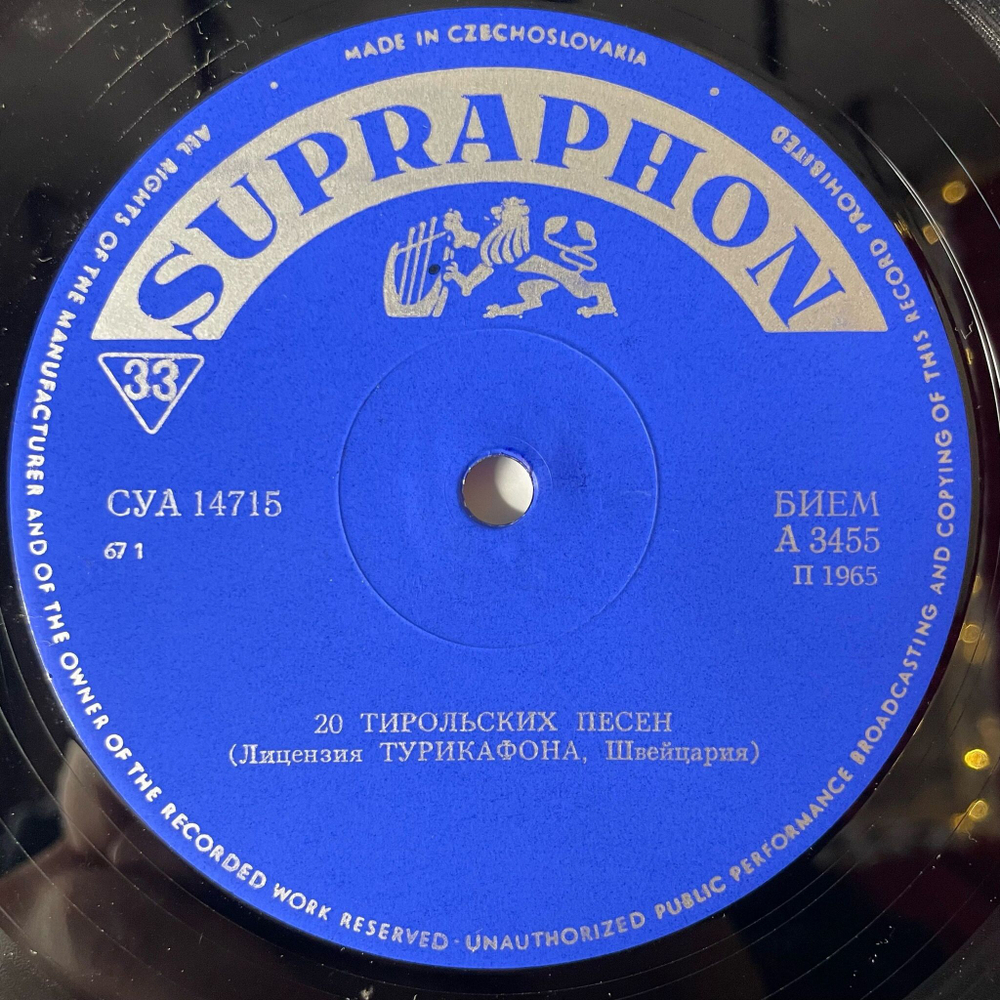 MADE IN CZECHOSLOVAKIA
SUPRAPHON
33
СУА 14715
67 1
БИЕМ
А 3455
П 1965
20 ТИРОЛЬСКИХ ПЕСЕН
(Лицензия ТУРИКАФОНА, Швейцария)
ALL RIGHTS OF THE MANUFACTURER AND OF THE OWNER OF THE RECORDED WORK RESERVED · UNAUTHORIZED PUBLIC PERFORMANCE BROADCASTING AND COPYING OF THIS RECORD PROHIBITED